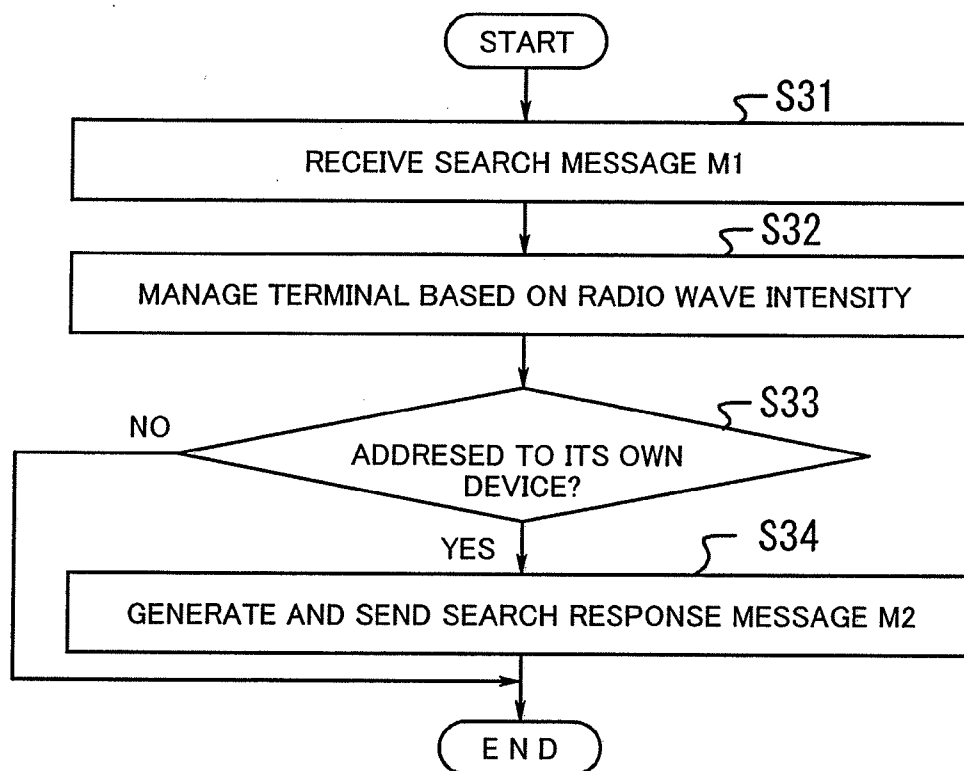 START
S31
RECEIVE SEARCH MESSAGE M1
S32
MANAGE TERMINAL BASED ON RADIO WAVE INTENSITY
S33
NO
ADDRESED TO ITS OWN
DEVICE?
YES
S34
GENERATE AND SEND SEARCH RESPONSE MESSAGE M2
END